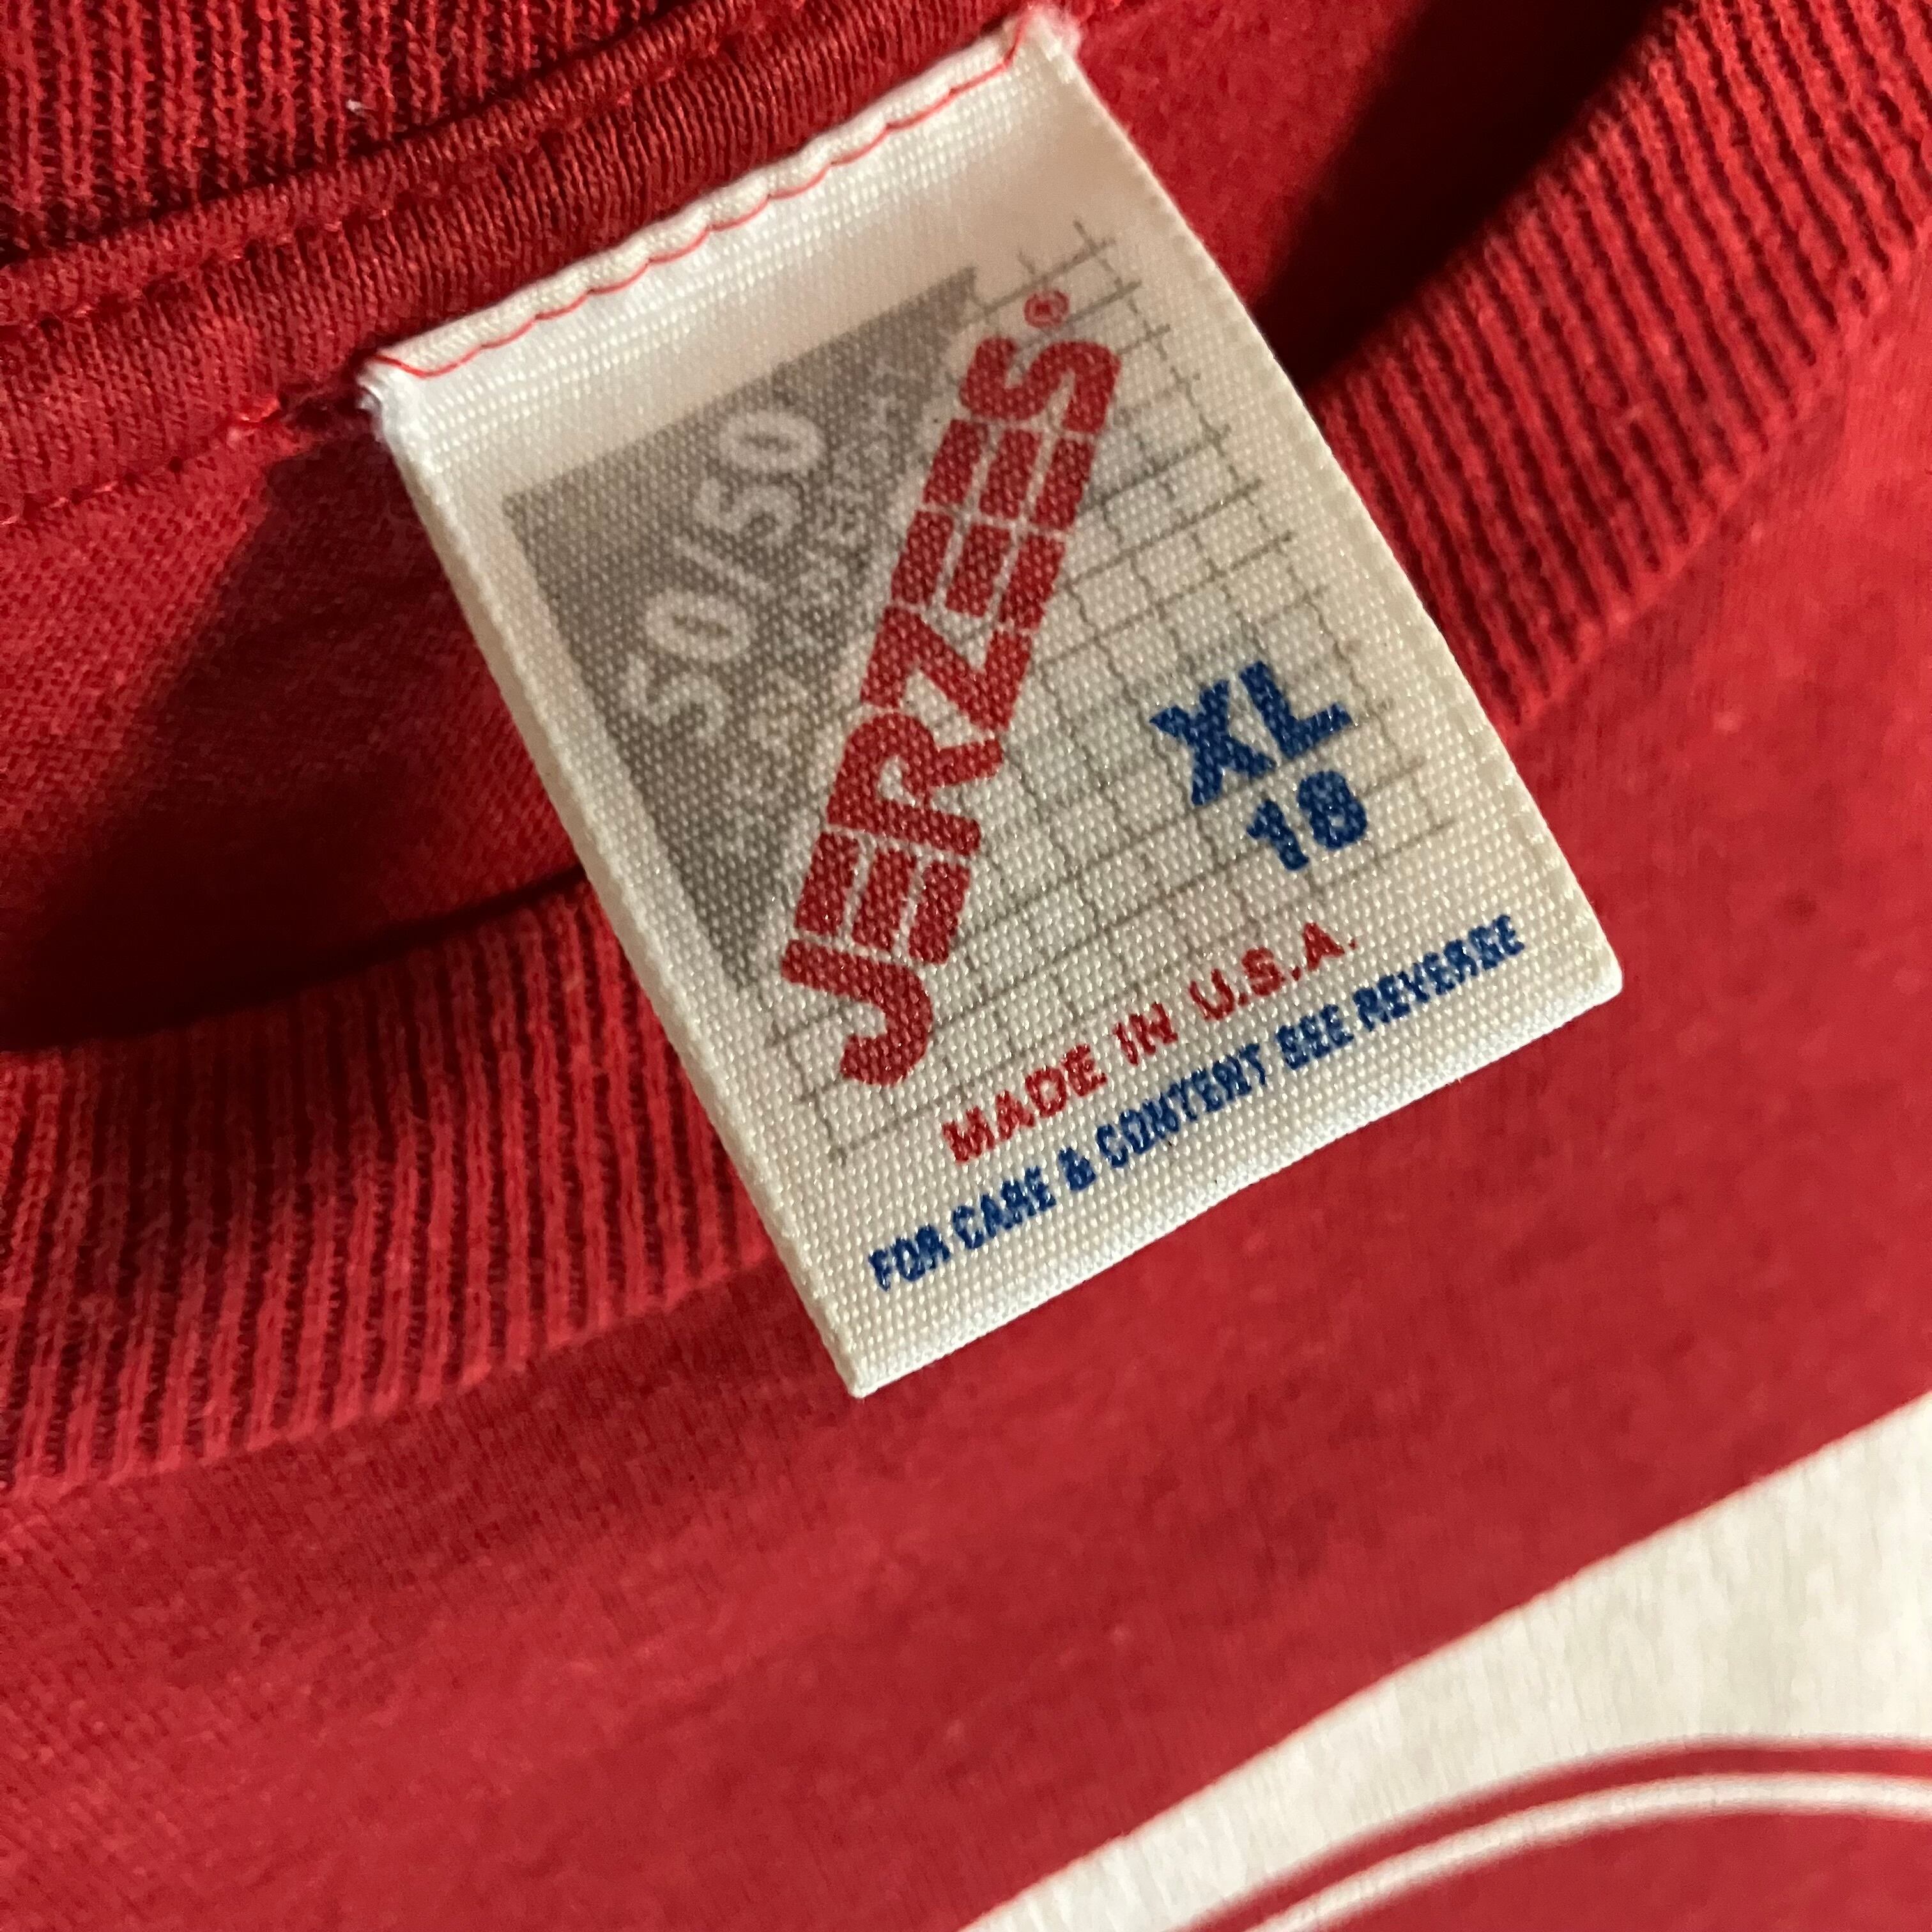 50/50
JERZEES®
XL
18
MADE IN U.S.A.
FOR CARE & CONTENT SEE REVERSE